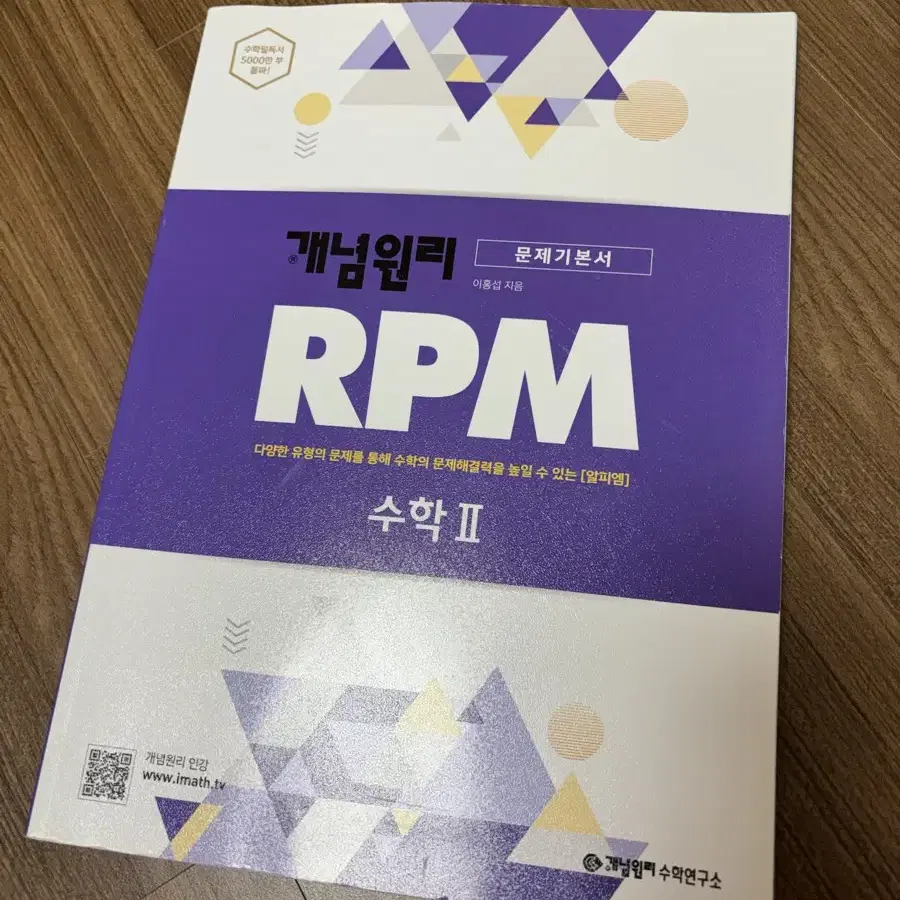 수학필독서
5000만 부
돌파!
개념원리®
문제기본서
이홍섭 지음
RPM
다양한 유형의 문제를 통해 수학의 문제해결력을 높일 수 있는 [알피엠]
수학 Ⅱ
개념원리 인강
www.imath.tv
개념원리 수학연구소